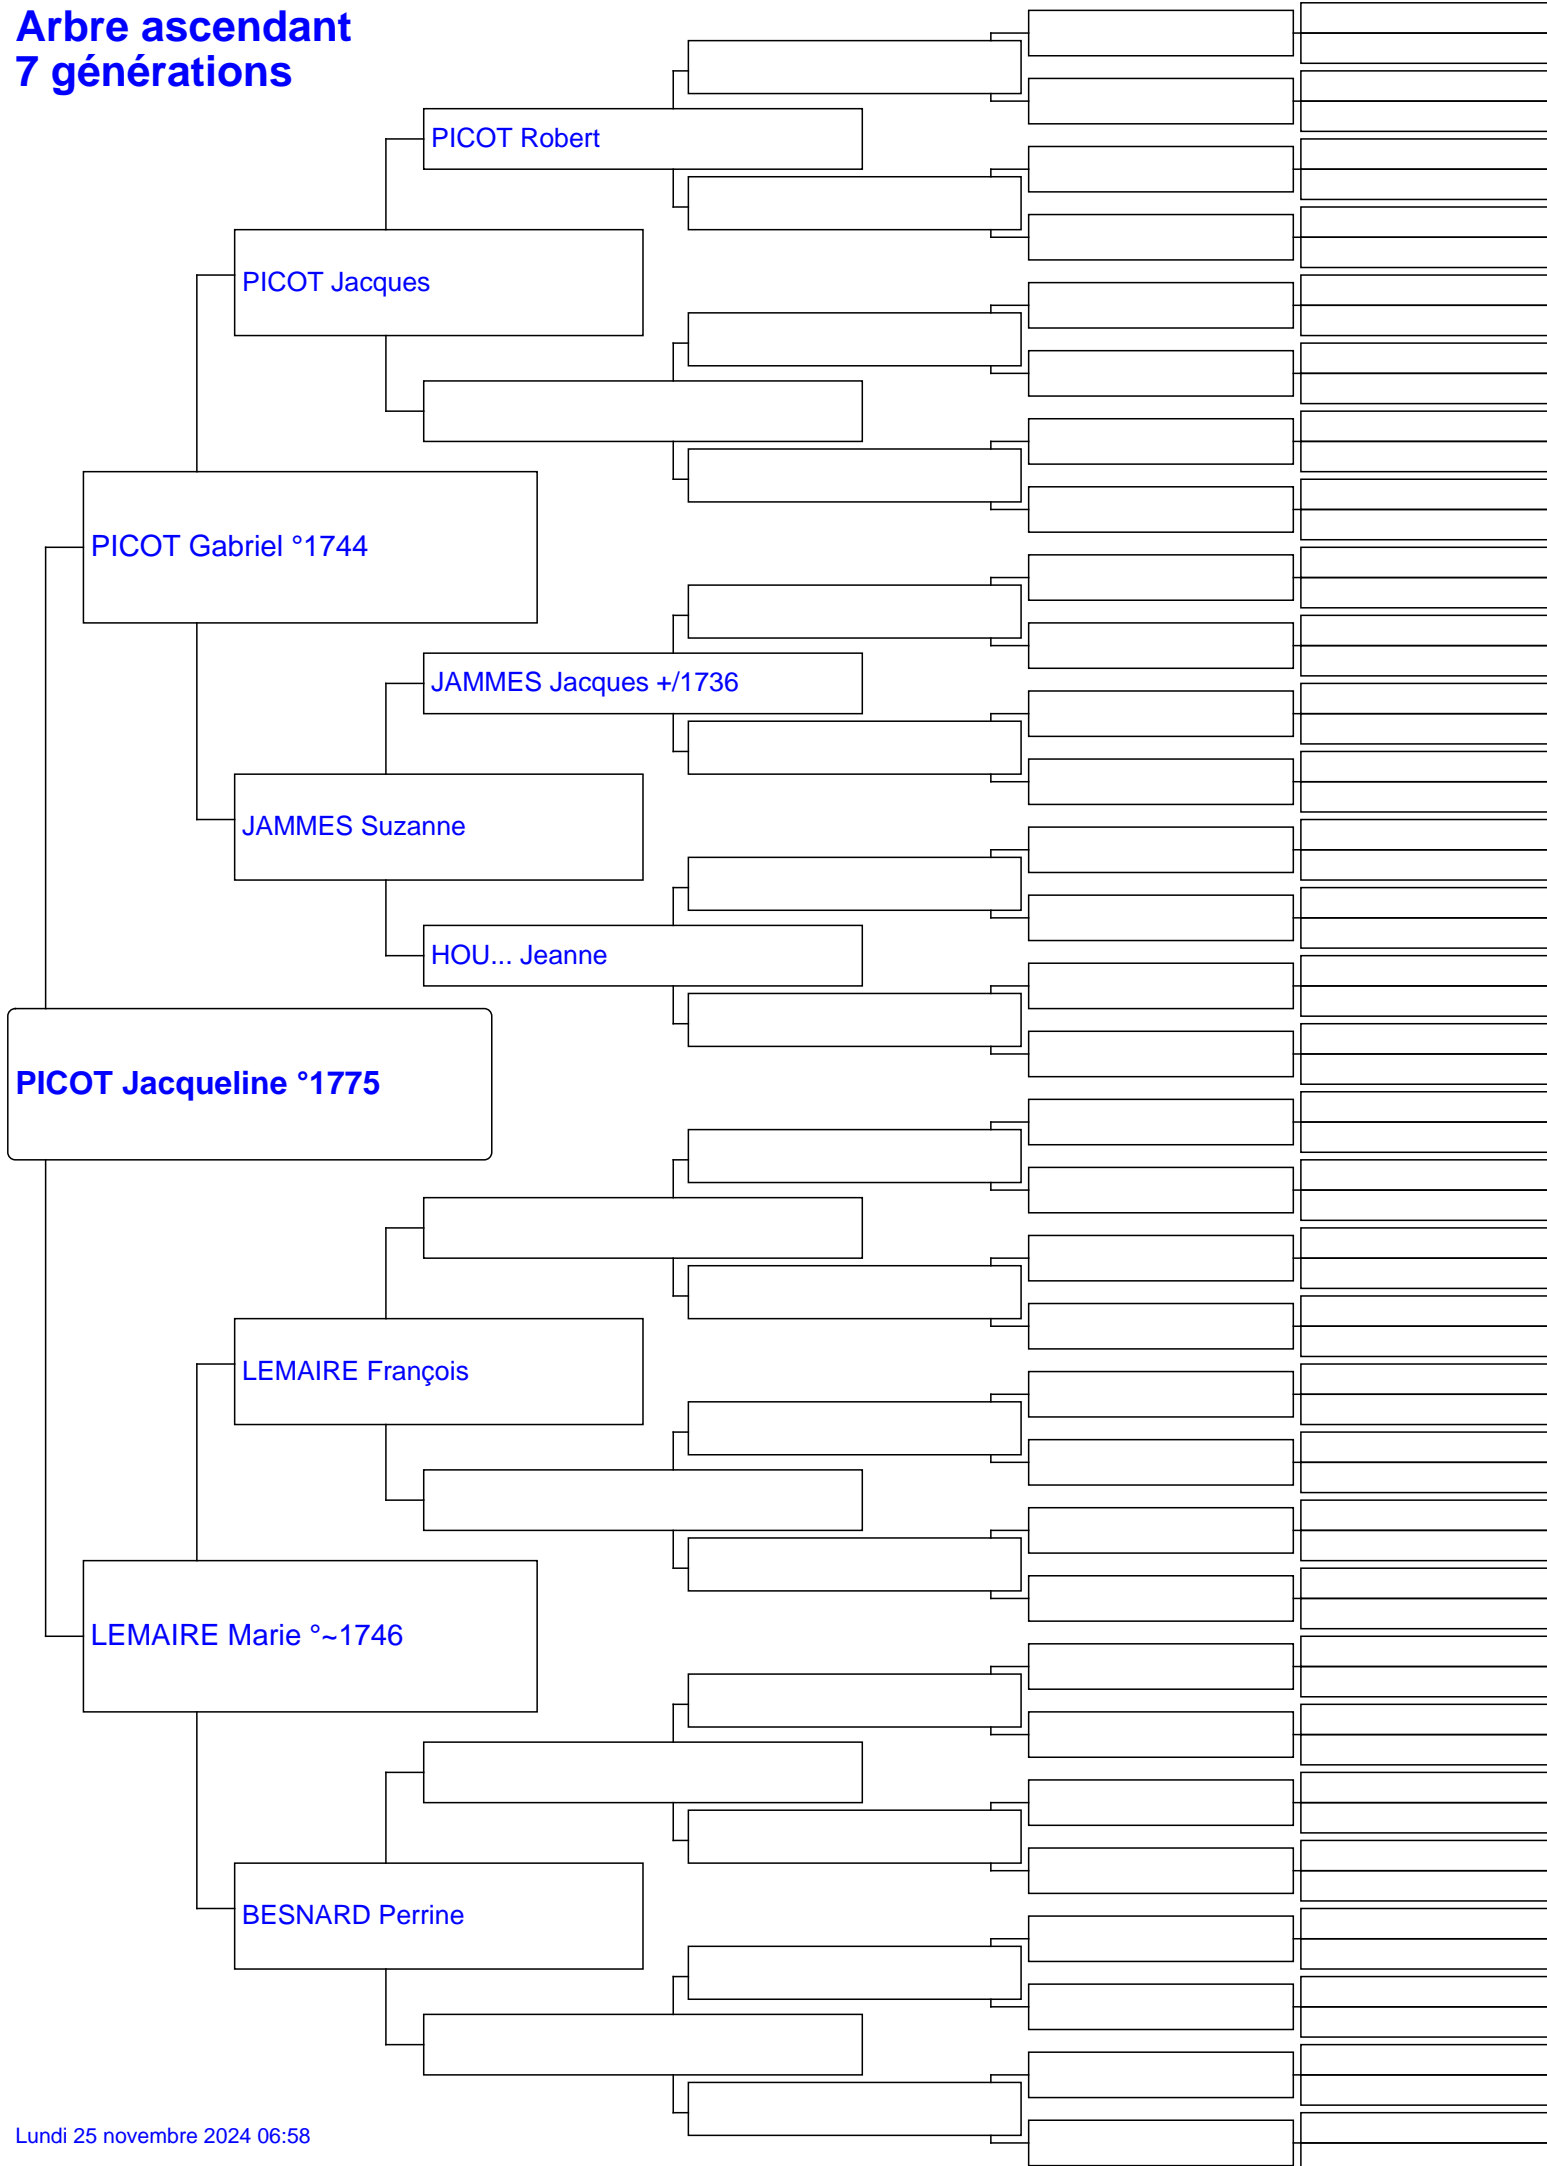 Arbre ascendant
7 générations
PICOT Robert
PICOT Jacques
PICOT Gabriel °1744
JAMMES Jacques +/1736
JAMMES Suzanne
HOU... Jeanne
PICOT Jacqueline °1775
LEMAIRE François
LEMAIRE Marie °~1746
BESNARD Perrine
Lundi 25 novembre 2024 06:58